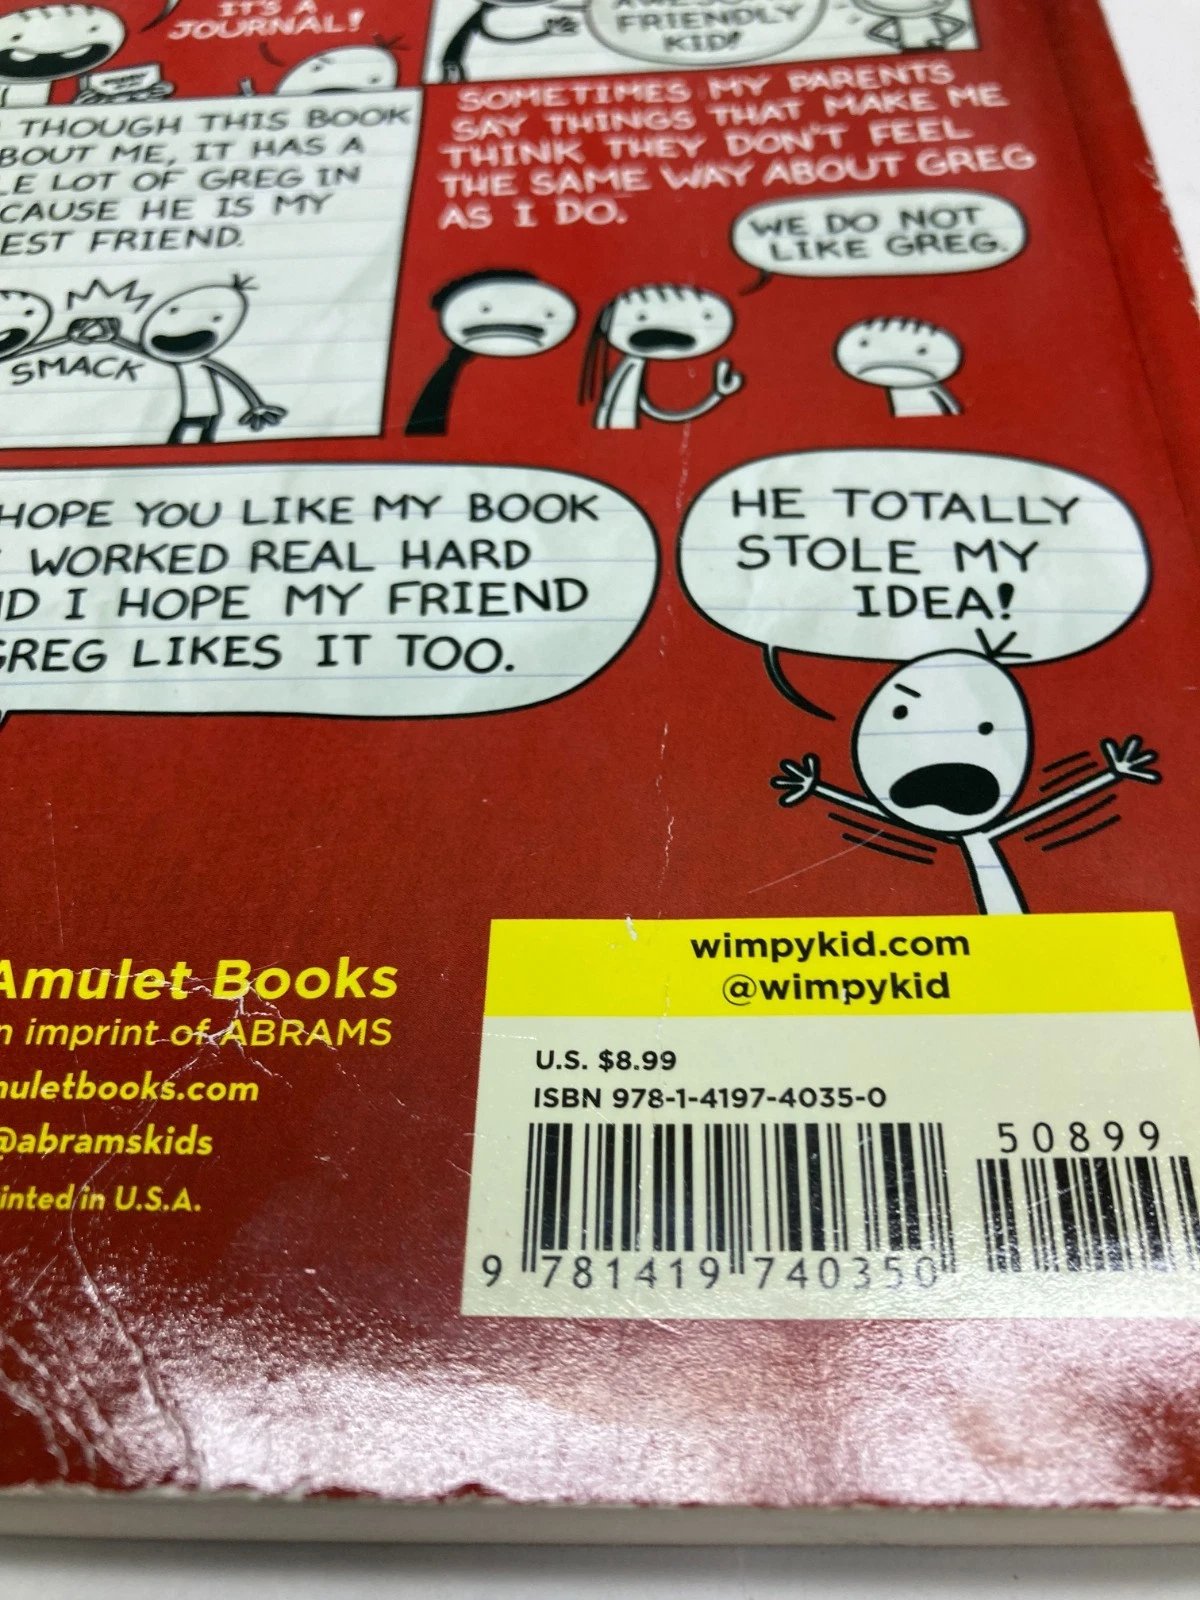 IT'S A
JOURNAL!
FRIENDLY
KID!
THOUGH THIS BOOK
BOUT ME, IT HAS A
LE LOT OF GREG IN
CAUSE HE IS MY
EST FRIEND.
SMACK
SOMETIMES MY PARENTS
SAY THINGS THAT MAKE ME
THINK THEY DON'T FEEL
THE SAME WAY ABOUT GREG
AS I DO.
WE DO NOT
LIKE GREG.
HOPE YOU LIKE MY BOOK
WORKED REAL HARD
ND I HOPE MY FRIEND
GREG LIKES IT TOO.
HE TOTALLY
STOLE MY
IDEA!
Amulet Books
n imprint of ABRAMS
uletbooks.com
@abramskids
inted in U.S.A.
wimpykid.com
@wimpykid
U.S. $8.99
ISBN 978-1-4197-4035-0
50899
9 781419 740350